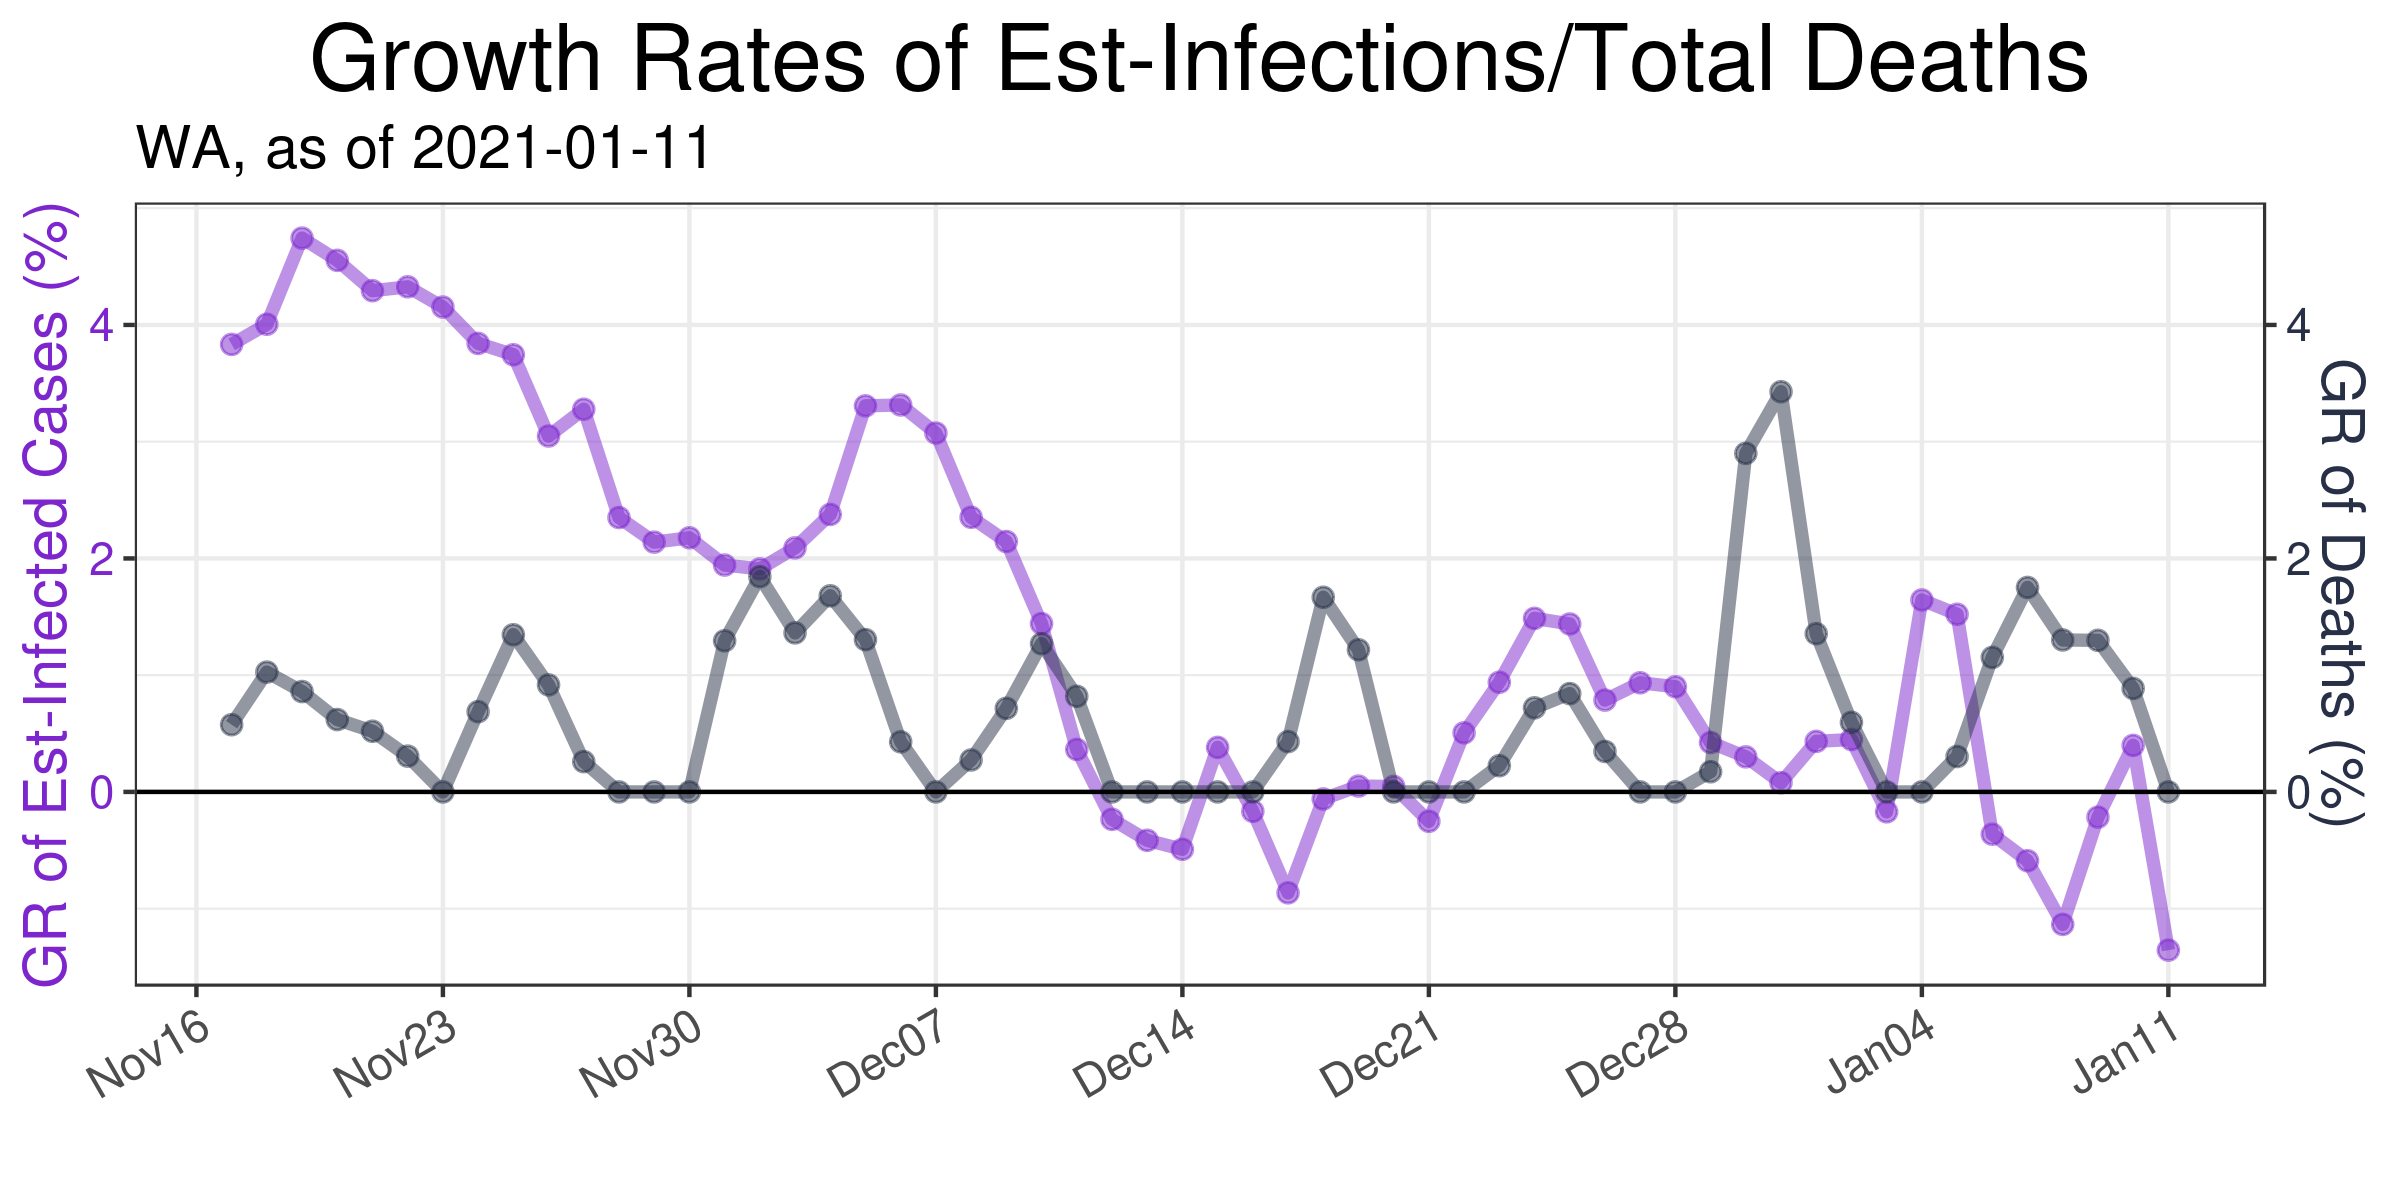 Growth Rates of Est-Infections/Total Deaths
WA, as of 2021-01-11
GR of Est-Infected Cases (%)
4
2
0
4
2
0
GR of Deaths (%)
Nov16 Nov23 Nov30 Dec07 Dec14 Dec21 Dec28 Jan04 Jan11